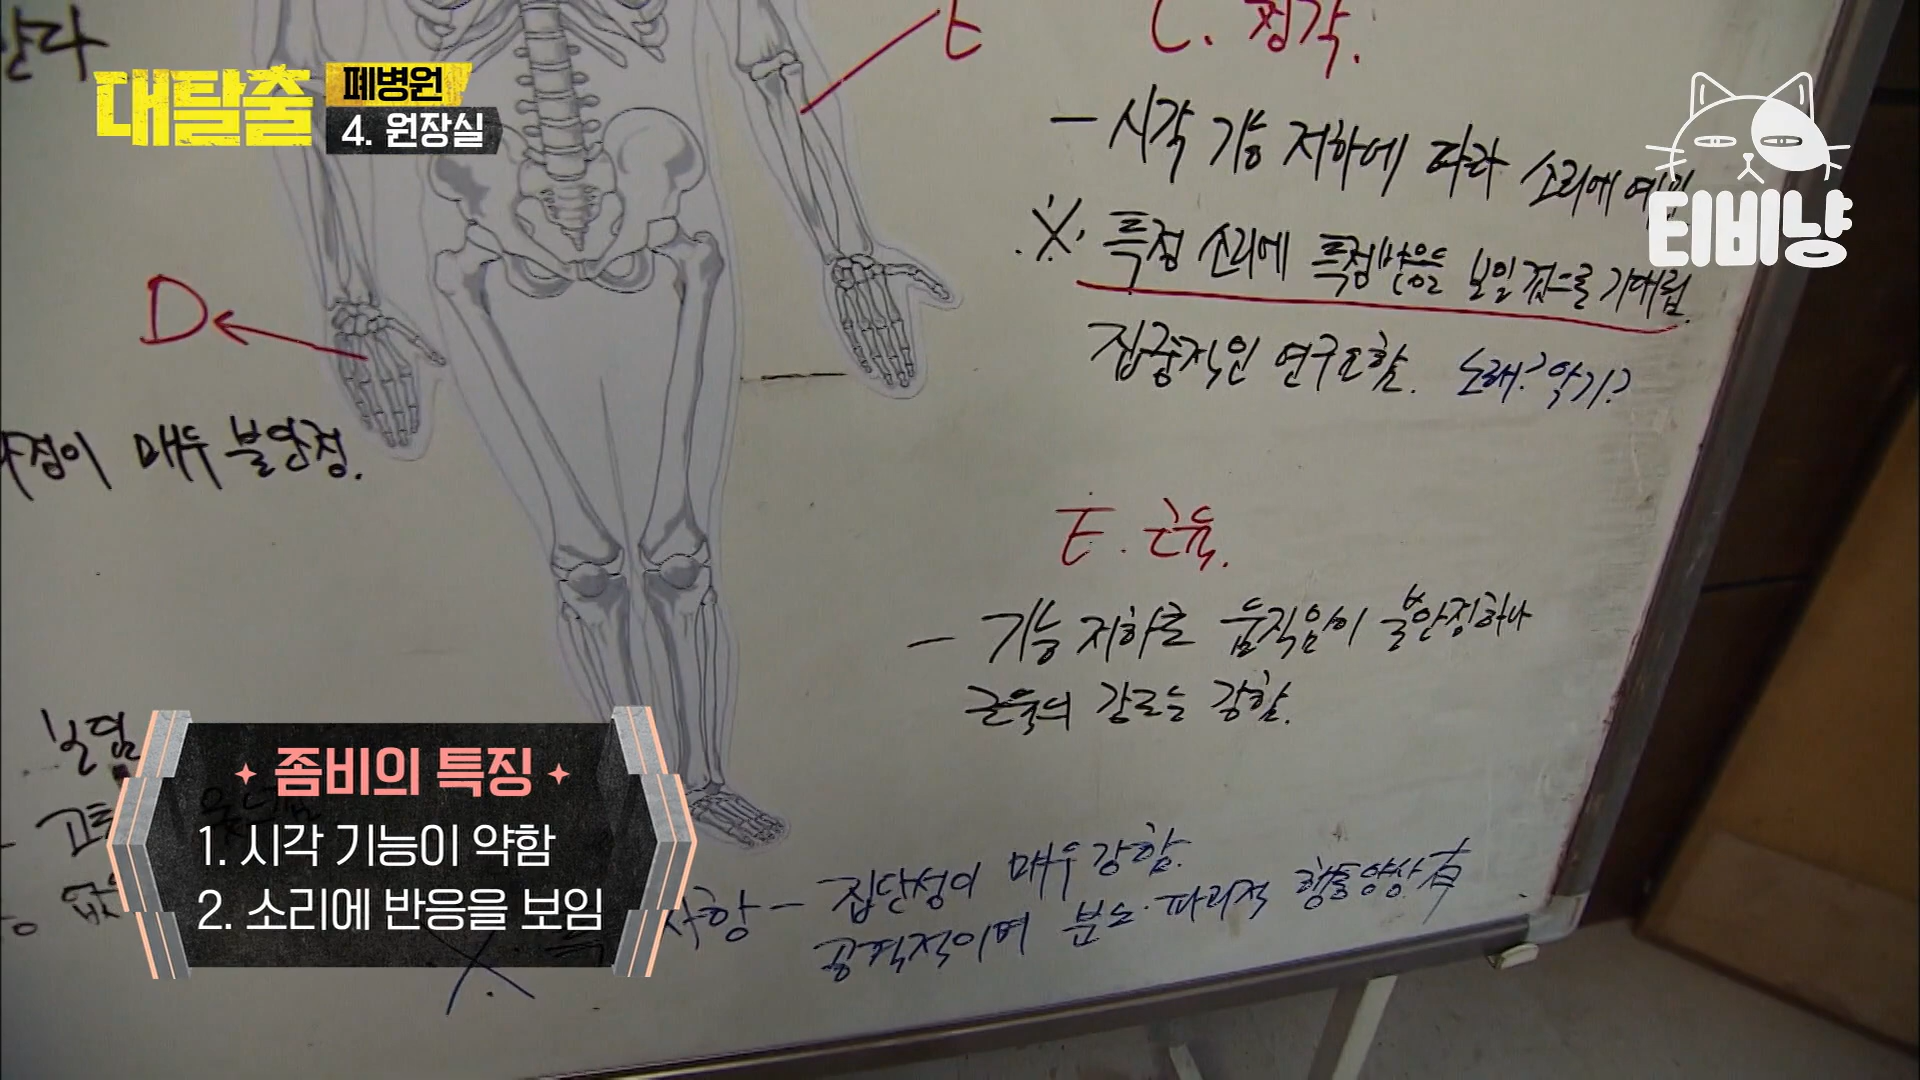 대탈출
폐병원
4. 원장실
티비냥
E
C. 청각.
- 시각 기능 저하에 따라 소리에
※ 특정 소리에 특정반응을 보일것으로 기대됨.
집중적인 연구요함. 노래? 악기?
D
매우 불안정.
E. 근육.
- 기능 저하로 움직임이 불안정하나
근육의 강도는 강함.
좀비의 특징
1. 시각 기능이 약함
2. 소리에 반응을 보임
사항 - 집단성이 매우 강함.
공격적이며 분노·파괴적 행동양상 有